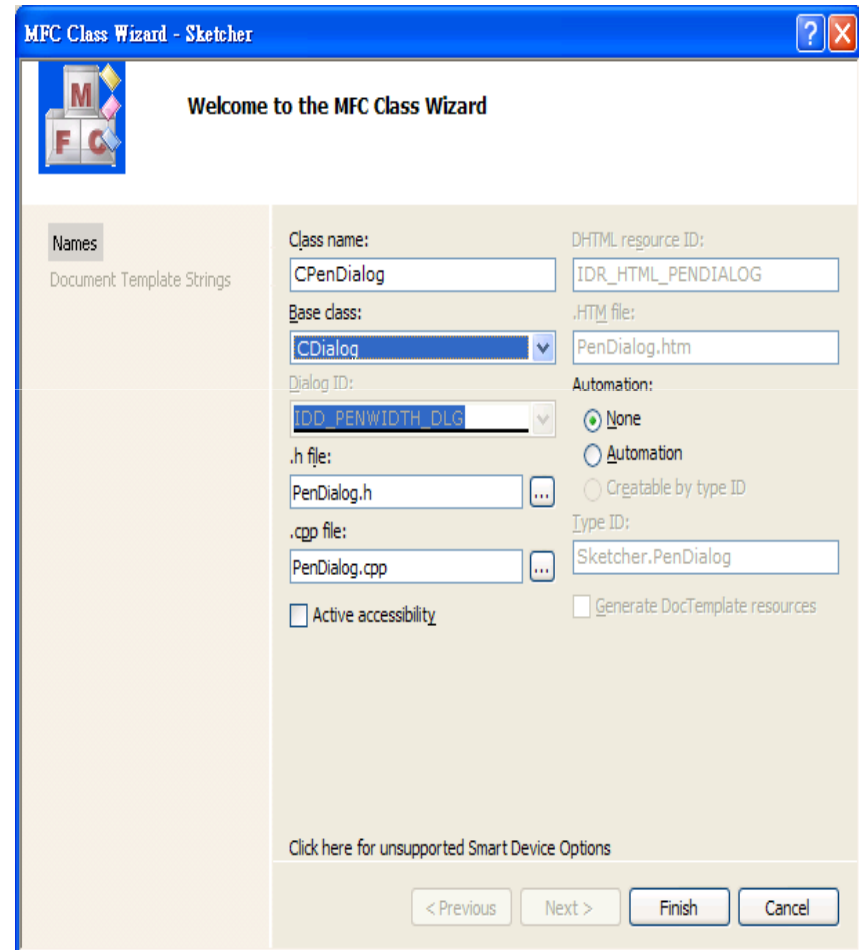 MFC Class Wizard - Sketcher
M
F C
Welcome to the MFC Class Wizard
Names
Document Template Strings
Class name:
CPenDialog
Base class:
CDialog
Dialog ID:
IDD_PENWIDTH_DLG
.h file:
PenDialog.h
...
.cpp file:
PenDialog.cpp
...
Active accessibility
DHTML resource ID:
IDR_HTML_PENDIALOG
.HTM file:
PenDialog.htm
Automation:
None
Automation
Creatable by type ID
Type ID:
Sketcher.PenDialog
Generate DocTemplate resources
Click here for unsupported Smart Device Options
< Previous
Next >
Finish
Cancel